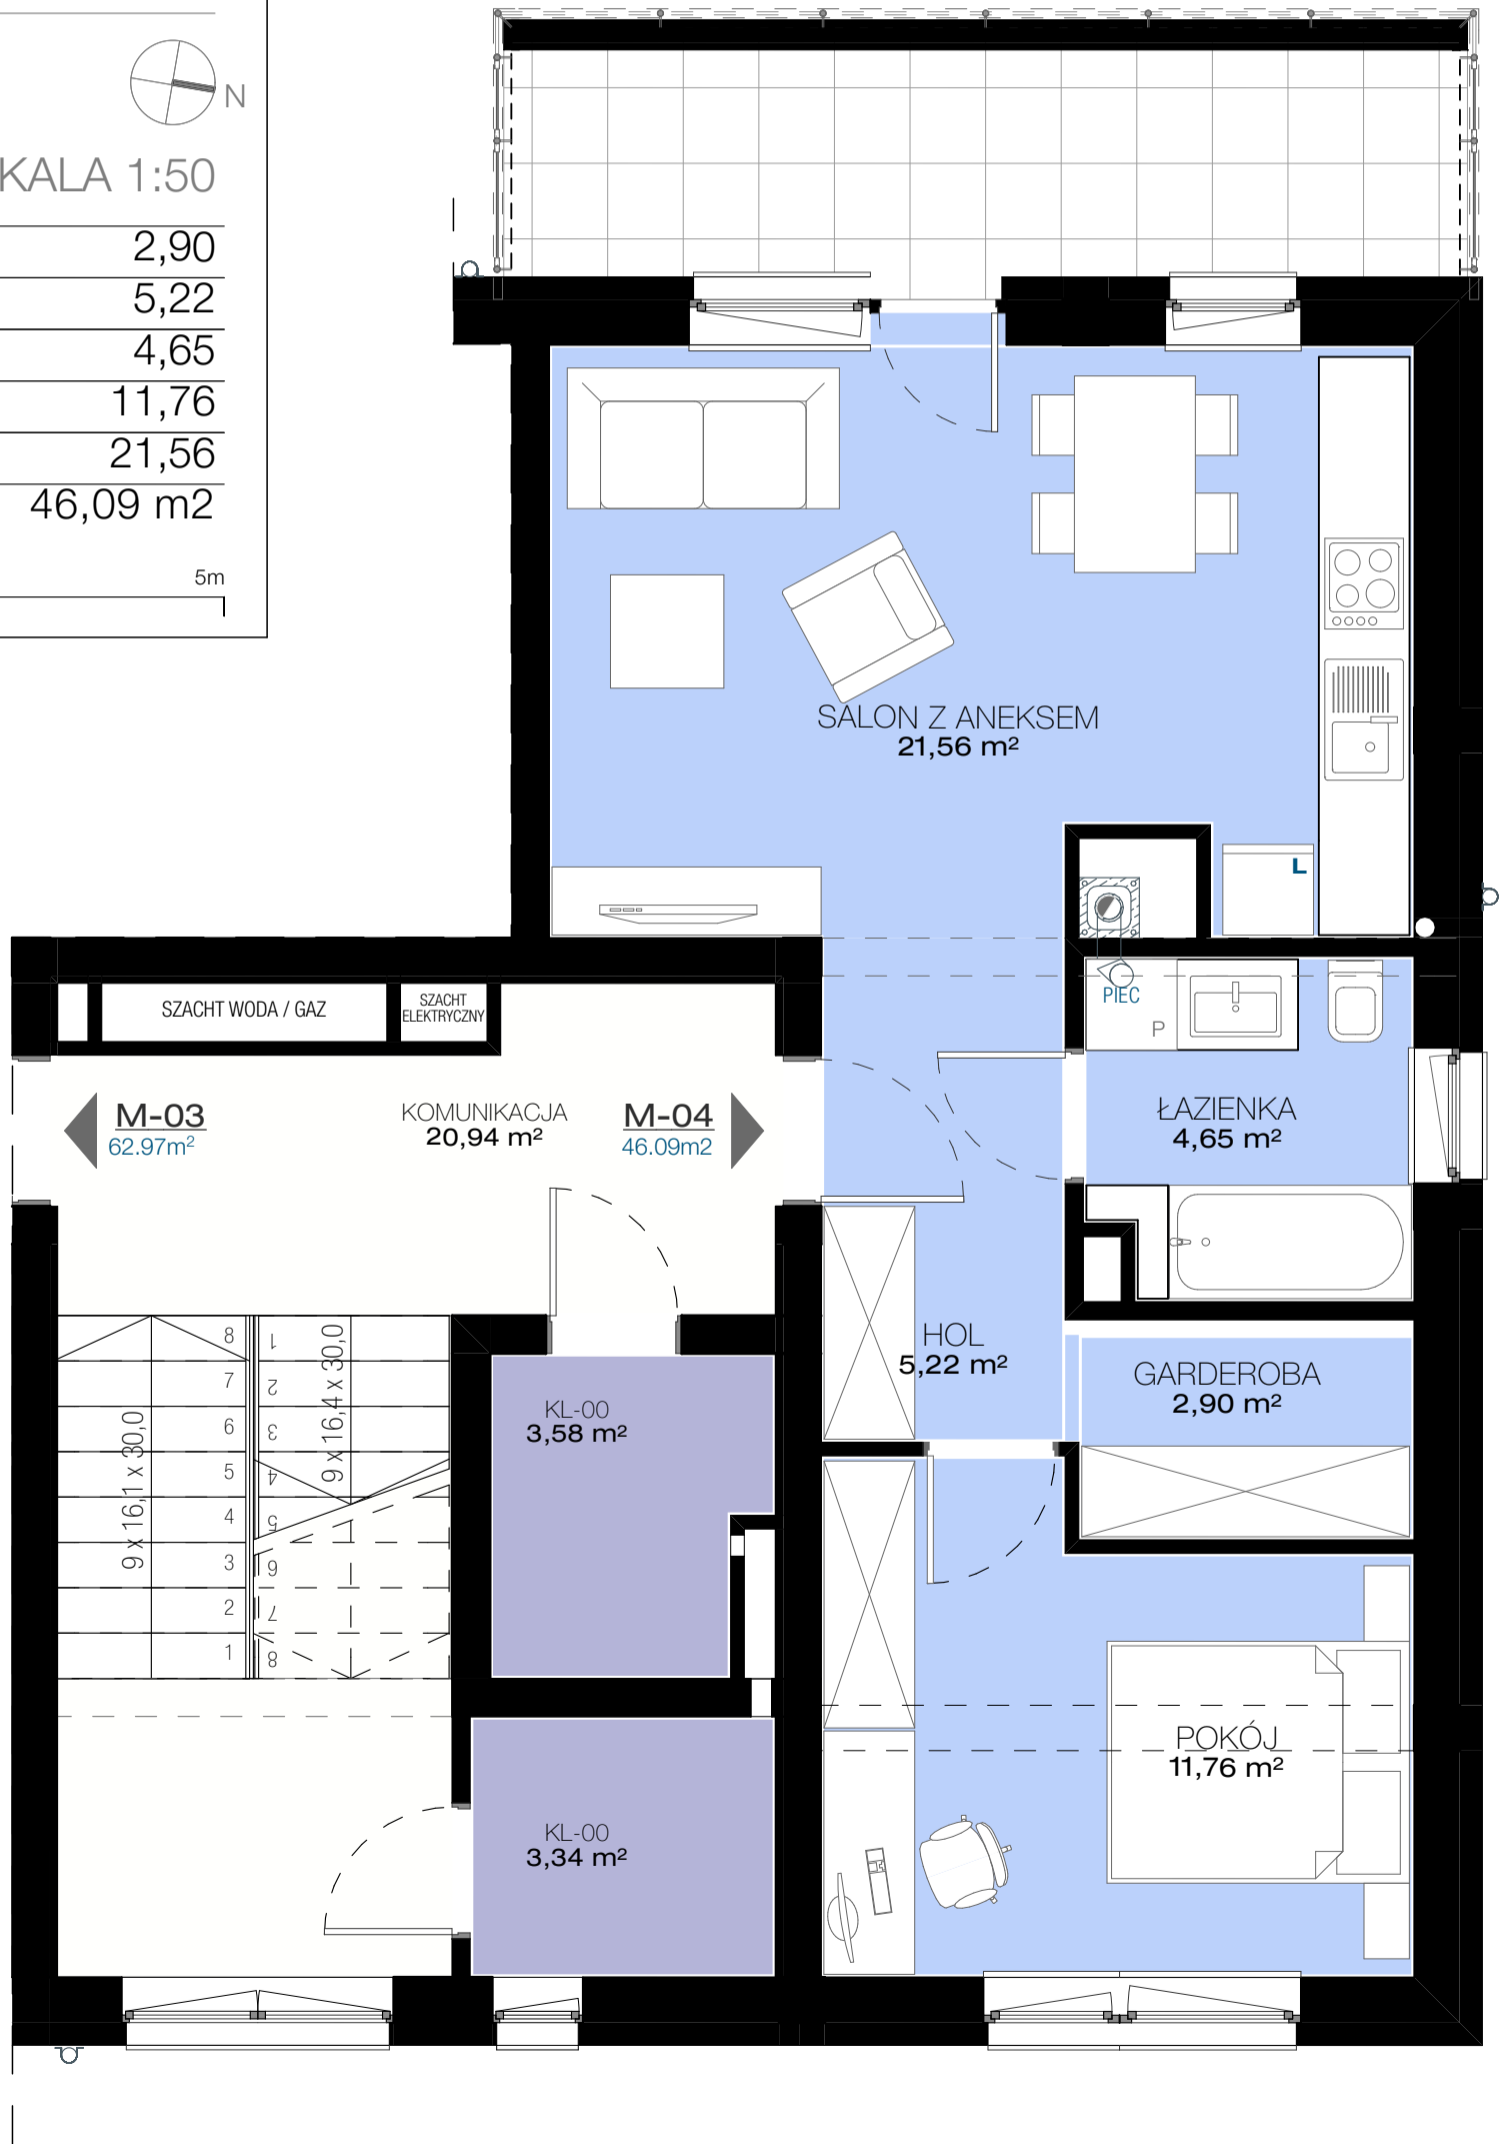 N
KALA 1:50
2,90
5,22
4,65
11,76
21,56
46,09 m2
5m
SALON Z ANEKSEM
21,56 m²
L
PIEC
P
SZACHT WODA / GAZ
SZACHT
ELEKTRYCZNY
M-03
62.97m²
KOMUNIKACJA
20,94 m²
M-04
46.09m2
ŁAZIENKA
4,65 m²
HOL
5,22 m²
GARDEROBA
2,90 m²
KL-00
3,58 m²
9 x 16,1 x 30,0
9 x 16,4 x 30,0
8 1
7 2
6 3
5 4
4 5
3 6
2 7
1 8
POKÓJ
11,76 m²
KL-00
3,34 m²